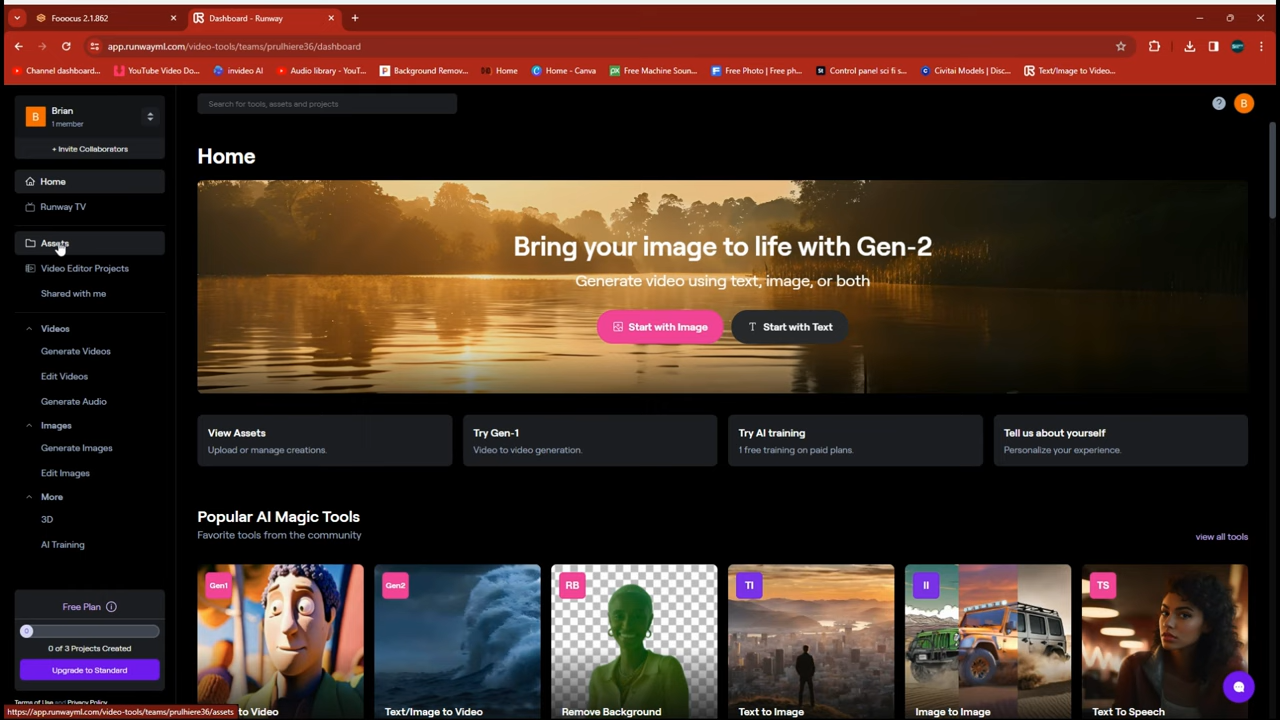 Fooocus 2.1.862
Dashboard - Runway
app.runwayml.com/video-tools/teams/prulhiere36/dashboard
Channel dashboard...
YouTube Video Do...
invideo AI
Audio library - YouT...
Background Remov...
Home
Home - Canva
Free Machine Soun...
Free Photo | Free ph...
Control panel sci fi s...
Civitai Models | Disc...
Text/Image to Video...
B
Brian
1 member
+ Invite Collaborators
Search for tools, assets and projects
?
B
Home
Runway TV
Assets
Video Editor Projects
Shared with me
Videos
Generate Videos
Edit Videos
Generate Audio
Images
Generate Images
Edit Images
More
3D
AI Training
Free Plan
0 of 3 Projects Created
Upgrade to Standard
Terms of Use and Privacy Policy
https://app.runwayml.com/video-tools/teams/prulhiere36/assets
Home
Bring your image to life with Gen-2
Generate video using text, image, or both
Start with Image
T Start with Text
View Assets
Upload or manage creations.
Try Gen-1
Video to video generation.
Try AI training
1 free training on paid plans.
Tell us about yourself
Personalize your experience.
Popular AI Magic Tools
Favorite tools from the community
view all tools
Gen1
Gen2
RB
TI
II
TS
to Video
Text/Image to Video
Remove Background
Text to Image
Image to Image
Text To Speech